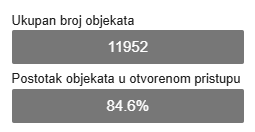 Ukupan broj objekata
11952
Postotak objekata u otvorenom pristupu
84.6%